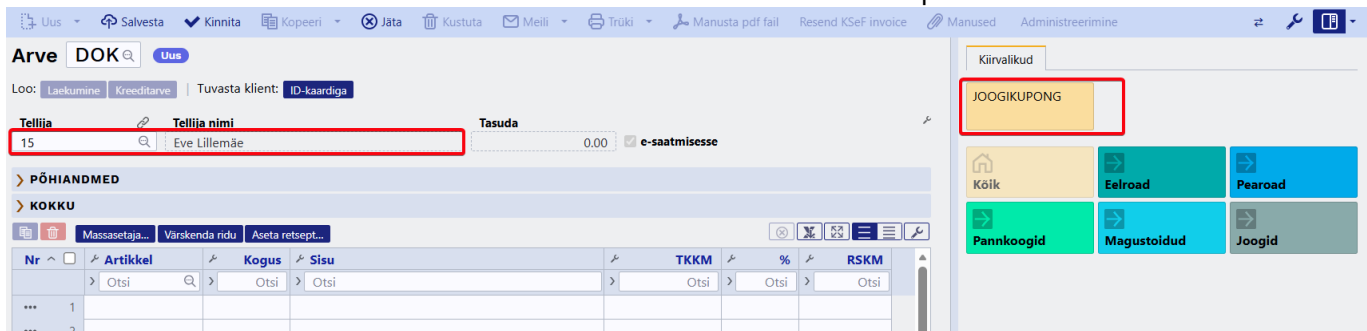 Uus Salvesta Kinnita Kopeeri Jäta Kustuta Meili Trüki Manusta pdf fail Resend KSeF invoice Manused Administreerimine
Arve DOK Uus
Loo: Laekumine Kreeditarve | Tuvasta klient: ID-kaardiga
Tellija Tellija nimi Tasuda
15 Eve Lillemäe 0.00 e-saatmisesse
PÕHIANDMED
KOKKU
Massasetaja... Värskenda ridu Aseta retsept...
Nr Artikkel Kogus Sisu TKKM % RSKM
Otsi Otsi Otsi Otsi Otsi Otsi
1
Kiirvalikud
JOOGIKUPONG
Kõik Eelroad Pearoad
Pannkoogid Magustoidud Joogid